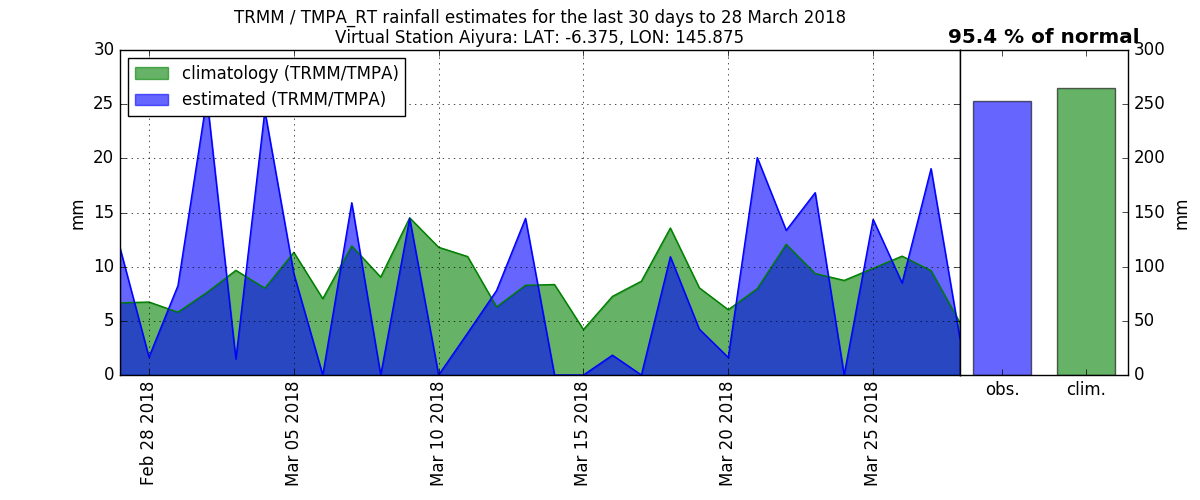 TRMM / TMPA_RT rainfall estimates for the last 30 days to 28 March 2018
Virtual Station Aiyura: LAT: -6.375, LON: 145.875
95.4 % of normal
climatology (TRMM/TMPA)
estimated (TRMM/TMPA)
30
25
20
15
10
5
0
mm
Feb 28 2018
Mar 05 2018
Mar 10 2018
Mar 15 2018
Mar 20 2018
Mar 25 2018
obs.
clim.
300
250
200
150
100
50
0
mm